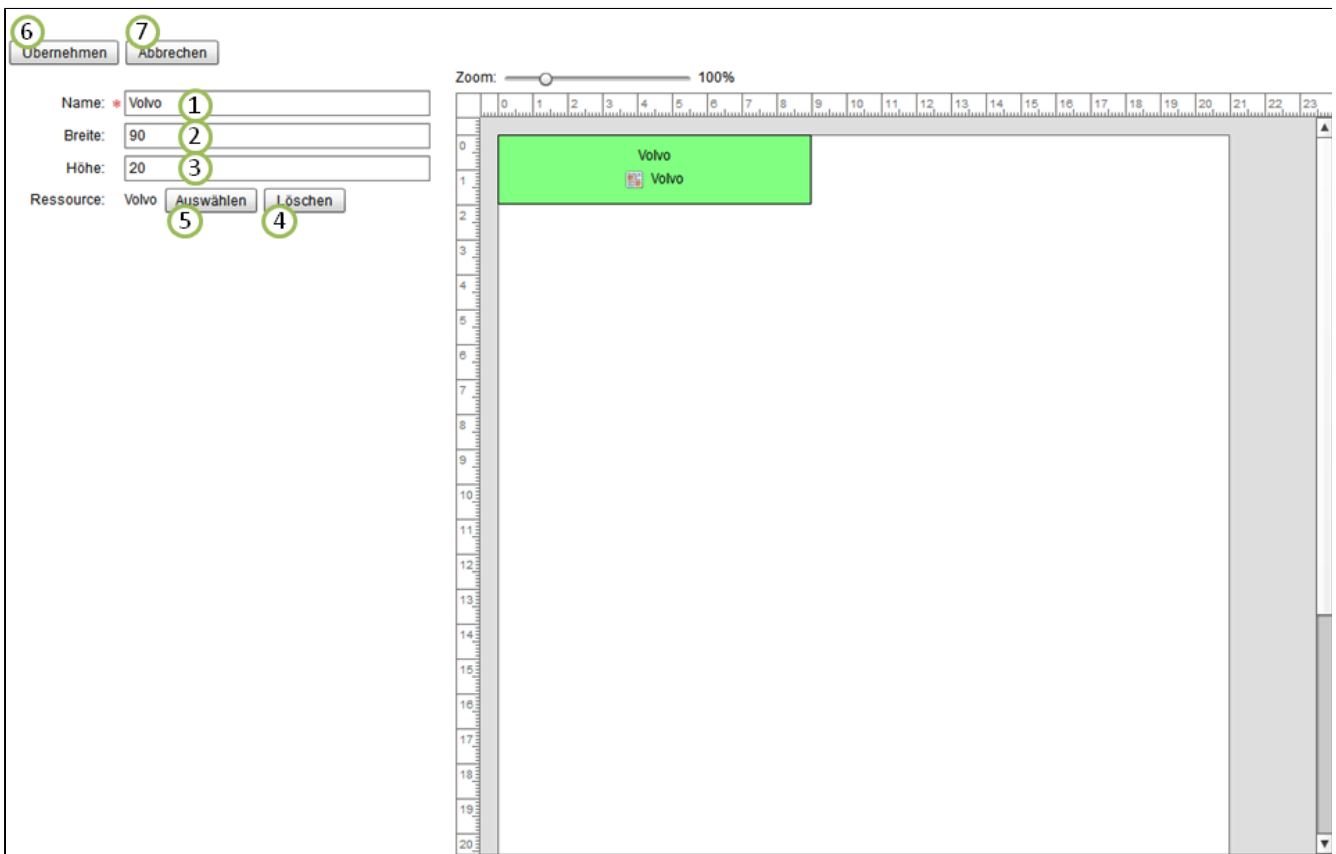 6 7
Übernehmen Abbrechen
Zoom: 100%
Name: * Volvo 1
Breite: 90 2
Höhe: 20 3
Ressource: Volvo Auswählen Löschen
5 4
0 1 2 3 4 5 6 7 8 9 10 11 12 13 14 15 16 17 18 19 20 21 22 23
0
Volvo
1
Volvo
2
3
4
5
6
7
8
9
10
11
12
13
14
15
16
17
18
19
20